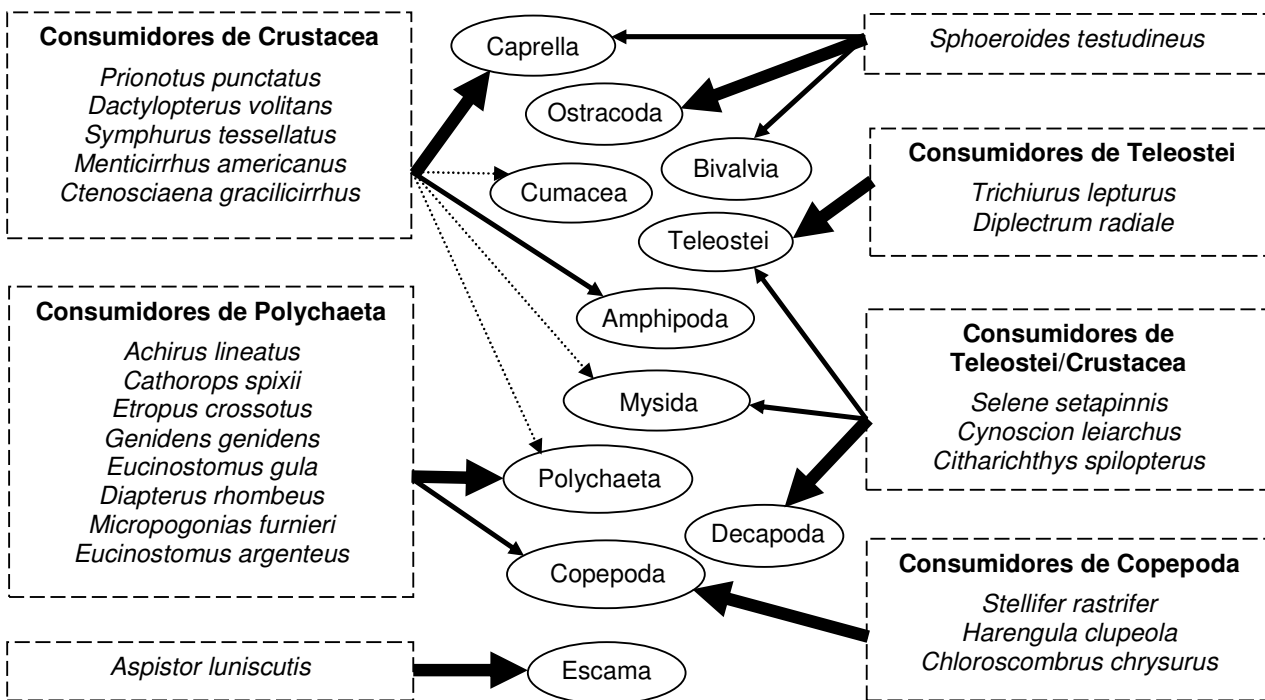 Consumidores de Crustacea
Prionotus punctatus
Dactylopterus volitans
Symphurus tessellatus
Menticirrhus americanus
Ctenosciaena gracilicirrhus
Consumidores de Polychaeta
Achirus lineatus
Cathorops spixii
Etropus crossotus
Genidens genidens
Eucinostomus gula
Diapterus rhombeus
Micropogonias furnieri
Eucinostomus argenteus
Aspistor luniscutis
Caprella
Ostracoda
Bivalvia
Cumacea
Teleostei
Amphipoda
Mysida
Polychaeta
Decapoda
Copepoda
Escama
Sphoeroides testudineus
Consumidores de Teleostei
Trichiurus lepturus
Diplectrum radiale
Consumidores de
Teleostei/Crustacea
Selene setapinnis
Cynoscion leiarchus
Citharichthys spilopterus
Consumidores de Copepoda
Stellifer rastrifer
Harengula clupeola
Chloroscombrus chrysurus